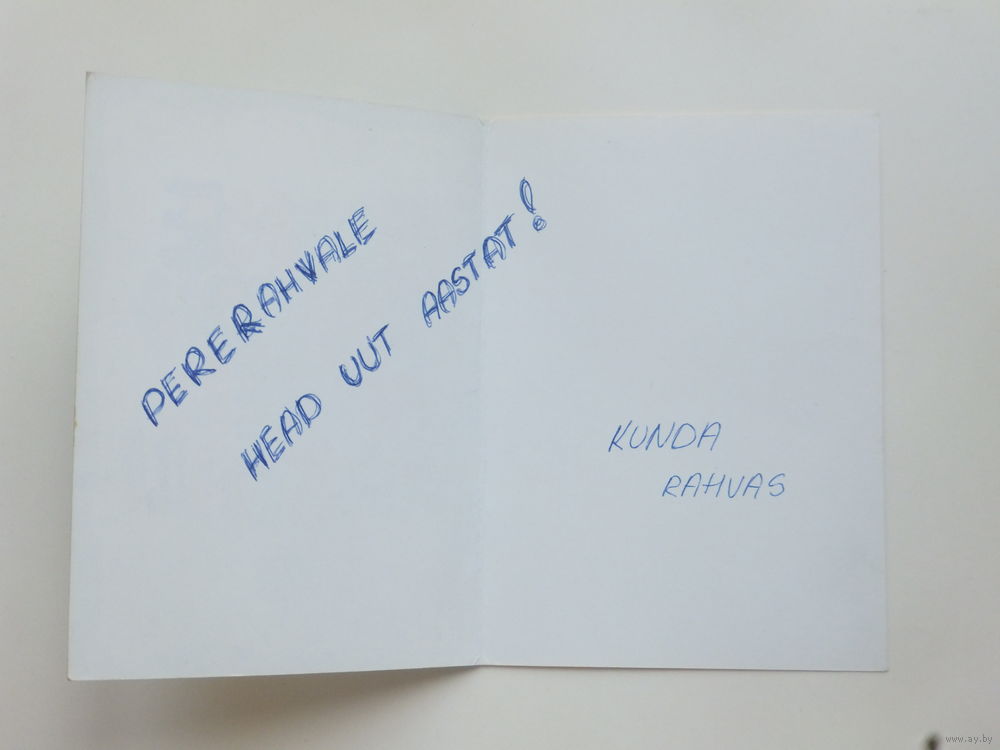 PERERAHVALE
HEAD UUT AASTAT!
KUNDA
RAHVAS
www.ay.by